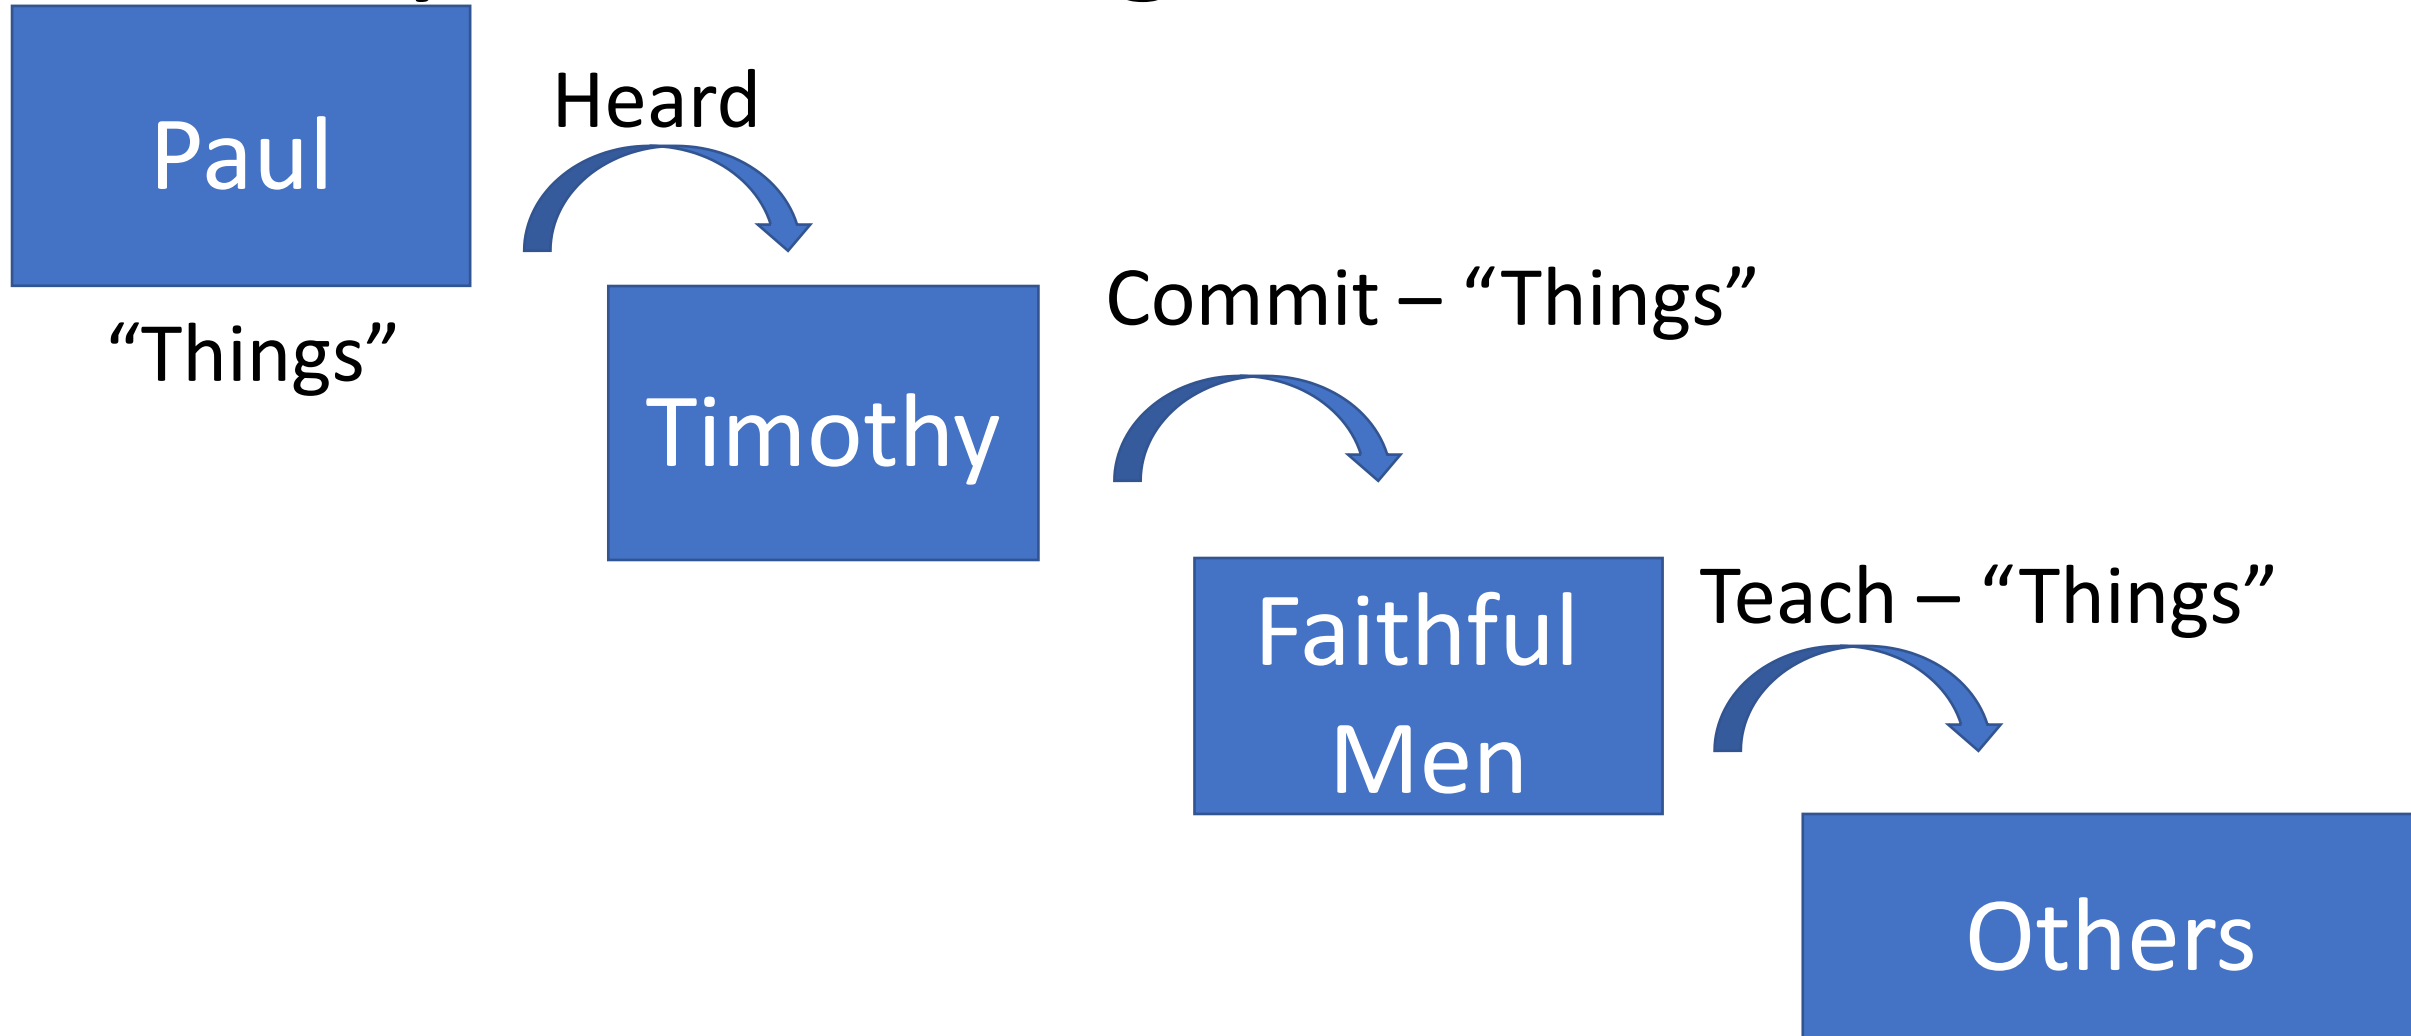 Paul
Heard
“Things”
Timothy
Commit – “Things”
Faithful
Men
Teach – “Things”
Others